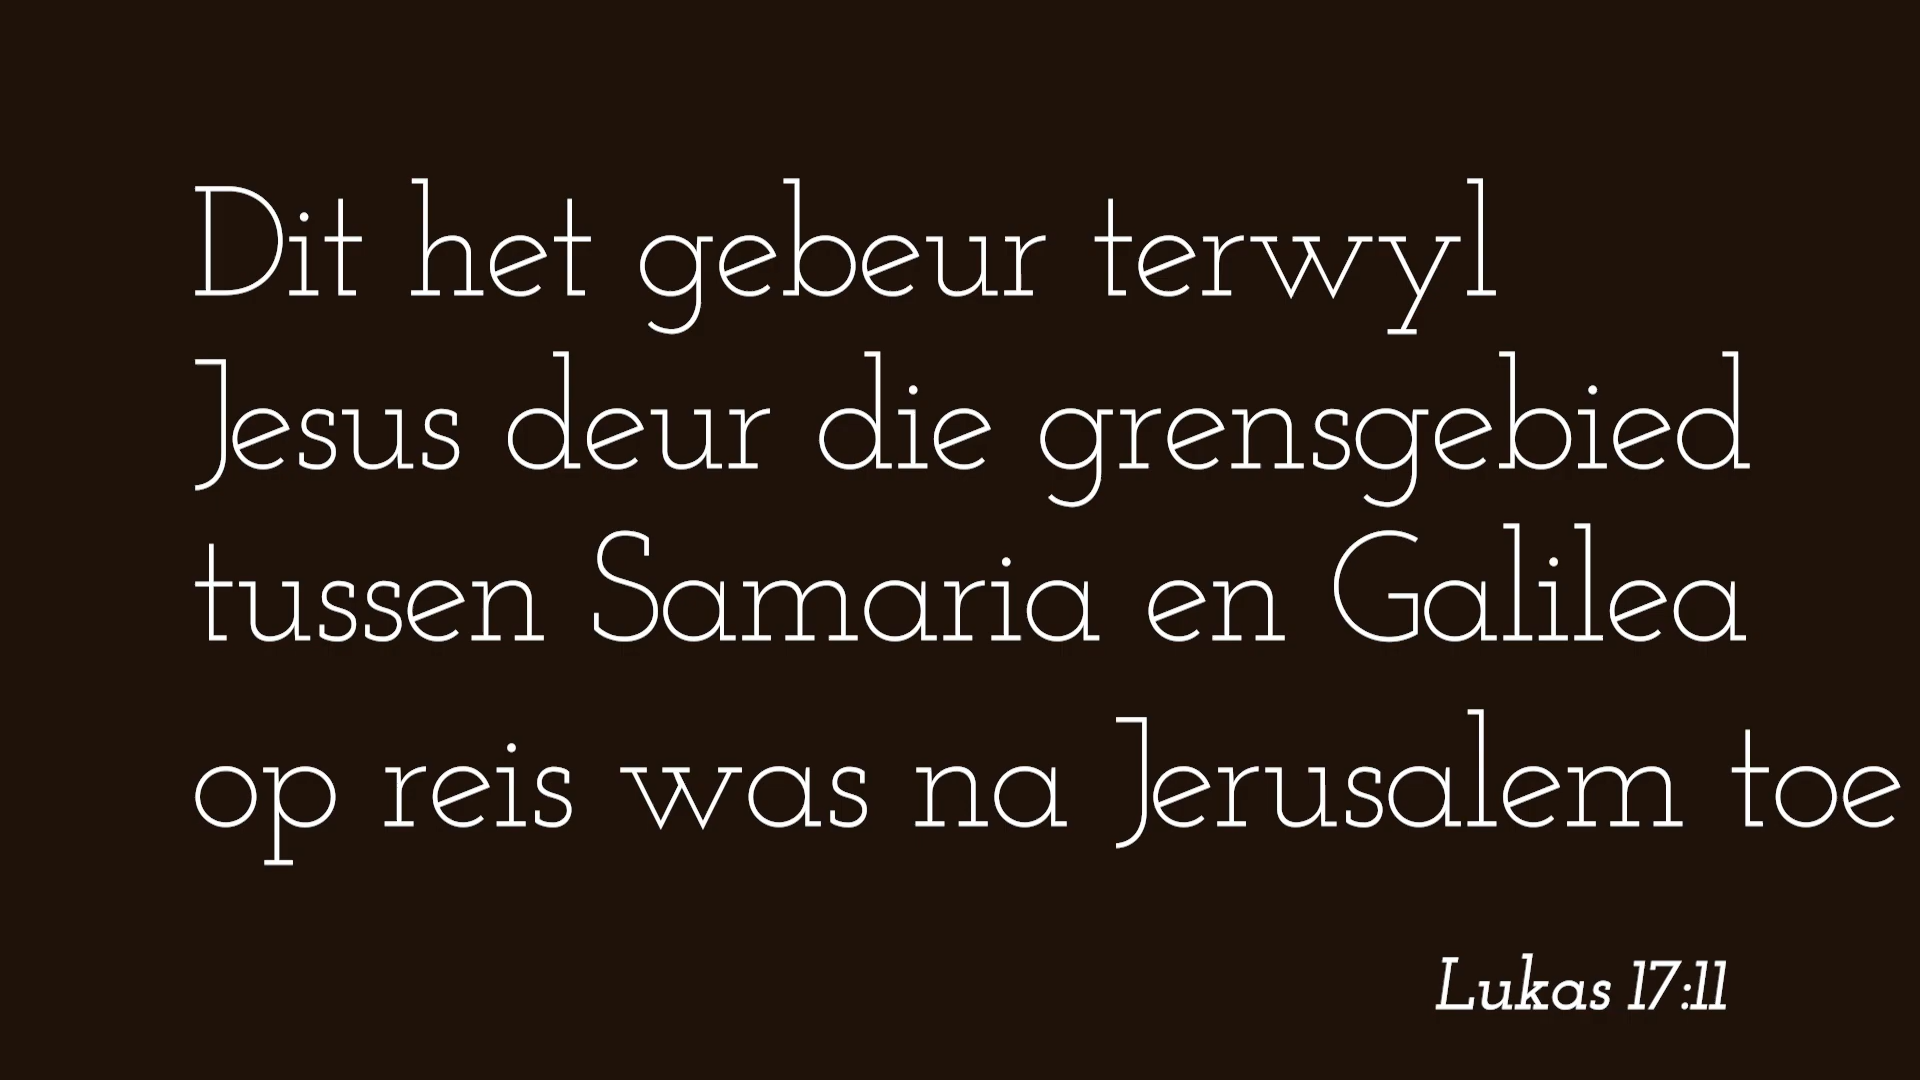 Dit het gebeur terwyl
Jesus deur die grensgebied
tussen Samaria en Galilea
op reis was na Jerusalem toe
Lukas 17:11